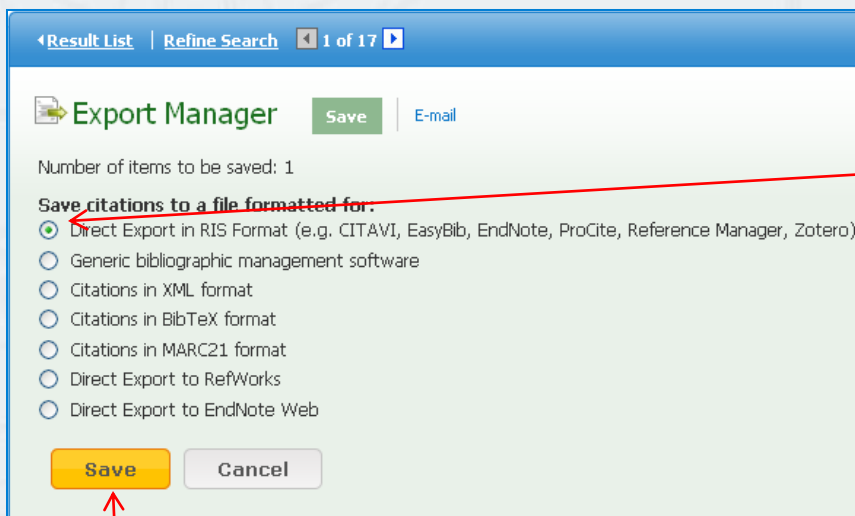 Result List | Refine Search 1 of 17
Export Manager Save E-mail
Number of items to be saved: 1
Save citations to a file formatted for:
Direct Export in RIS Format (e.g. CITAVI, EasyBib, EndNote, ProCite, Reference Manager, Zotero)
Generic bibliographic management software
Citations in XML format
Citations in BibTeX format
Citations in MARC21 format
Direct Export to RefWorks
Direct Export to EndNote Web
Save Cancel